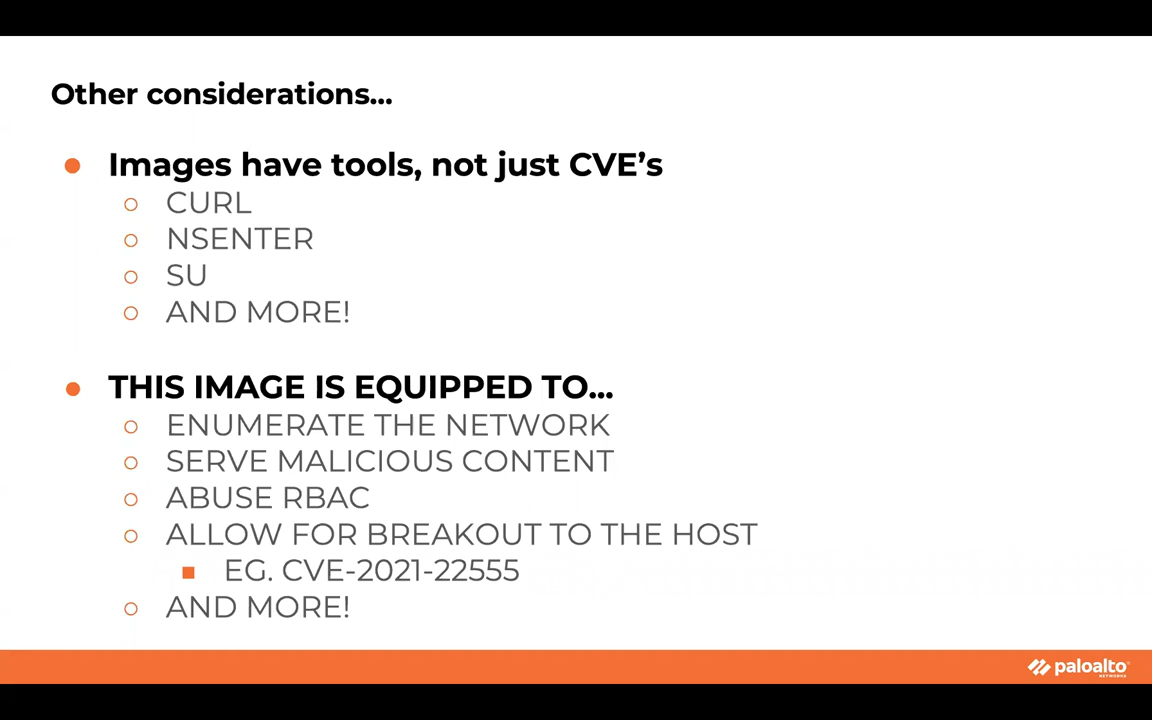 Other considerations...
Images have tools, not just CVE's
CURL
NSENTER
SU
AND MORE!
THIS IMAGE IS EQUIPPED TO...
ENUMERATE THE NETWORK
SERVE MALICIOUS CONTENT
ABUSE RBAC
ALLOW FOR BREAKOUT TO THE HOST
EG. CVE-2021-22555
AND MORE!
paloalto
NETWORKS